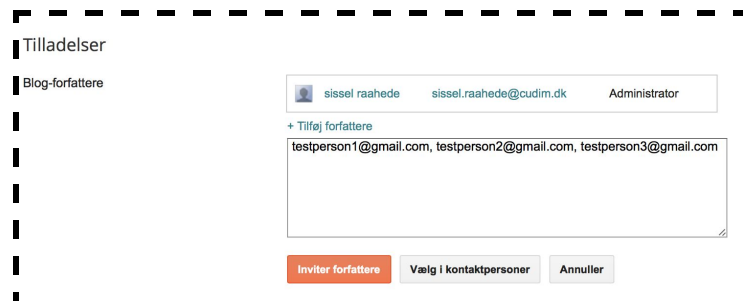 Tilladelser
Blog-forfattere
sissel raahede sissel.raahede@cudim.dk Administrator
+ Tilføj forfattere
testperson1@gmail.com, testperson2@gmail.com, testperson3@gmail.com
Inviter forfattere Vælg i kontaktpersoner Annuller